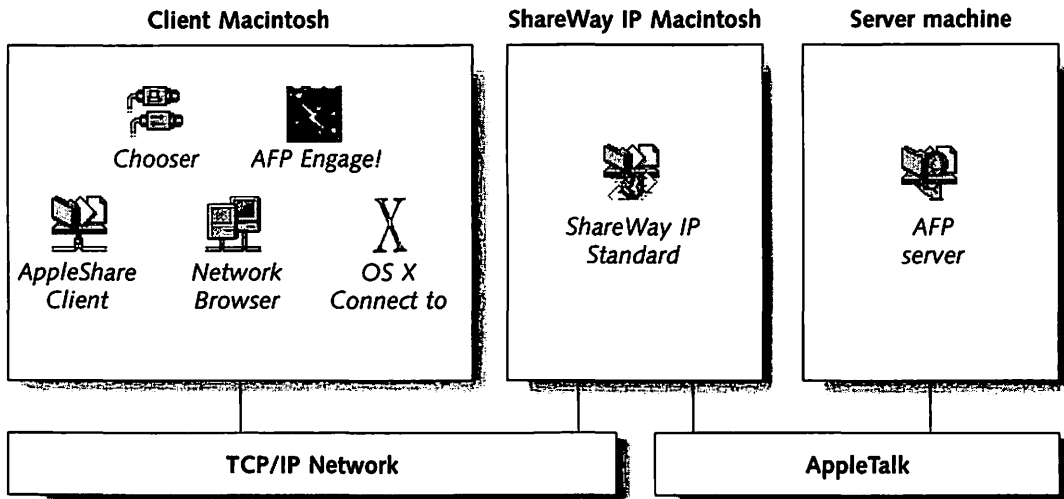 Client Macintosh
ShareWay IP Macintosh
Server machine
Chooser
AFP Engage!
AppleShare
Client
Network
Browser
X
OS X
Connect to
ShareWay IP
Standard
AFP
server
TCP/IP Network
AppleTalk